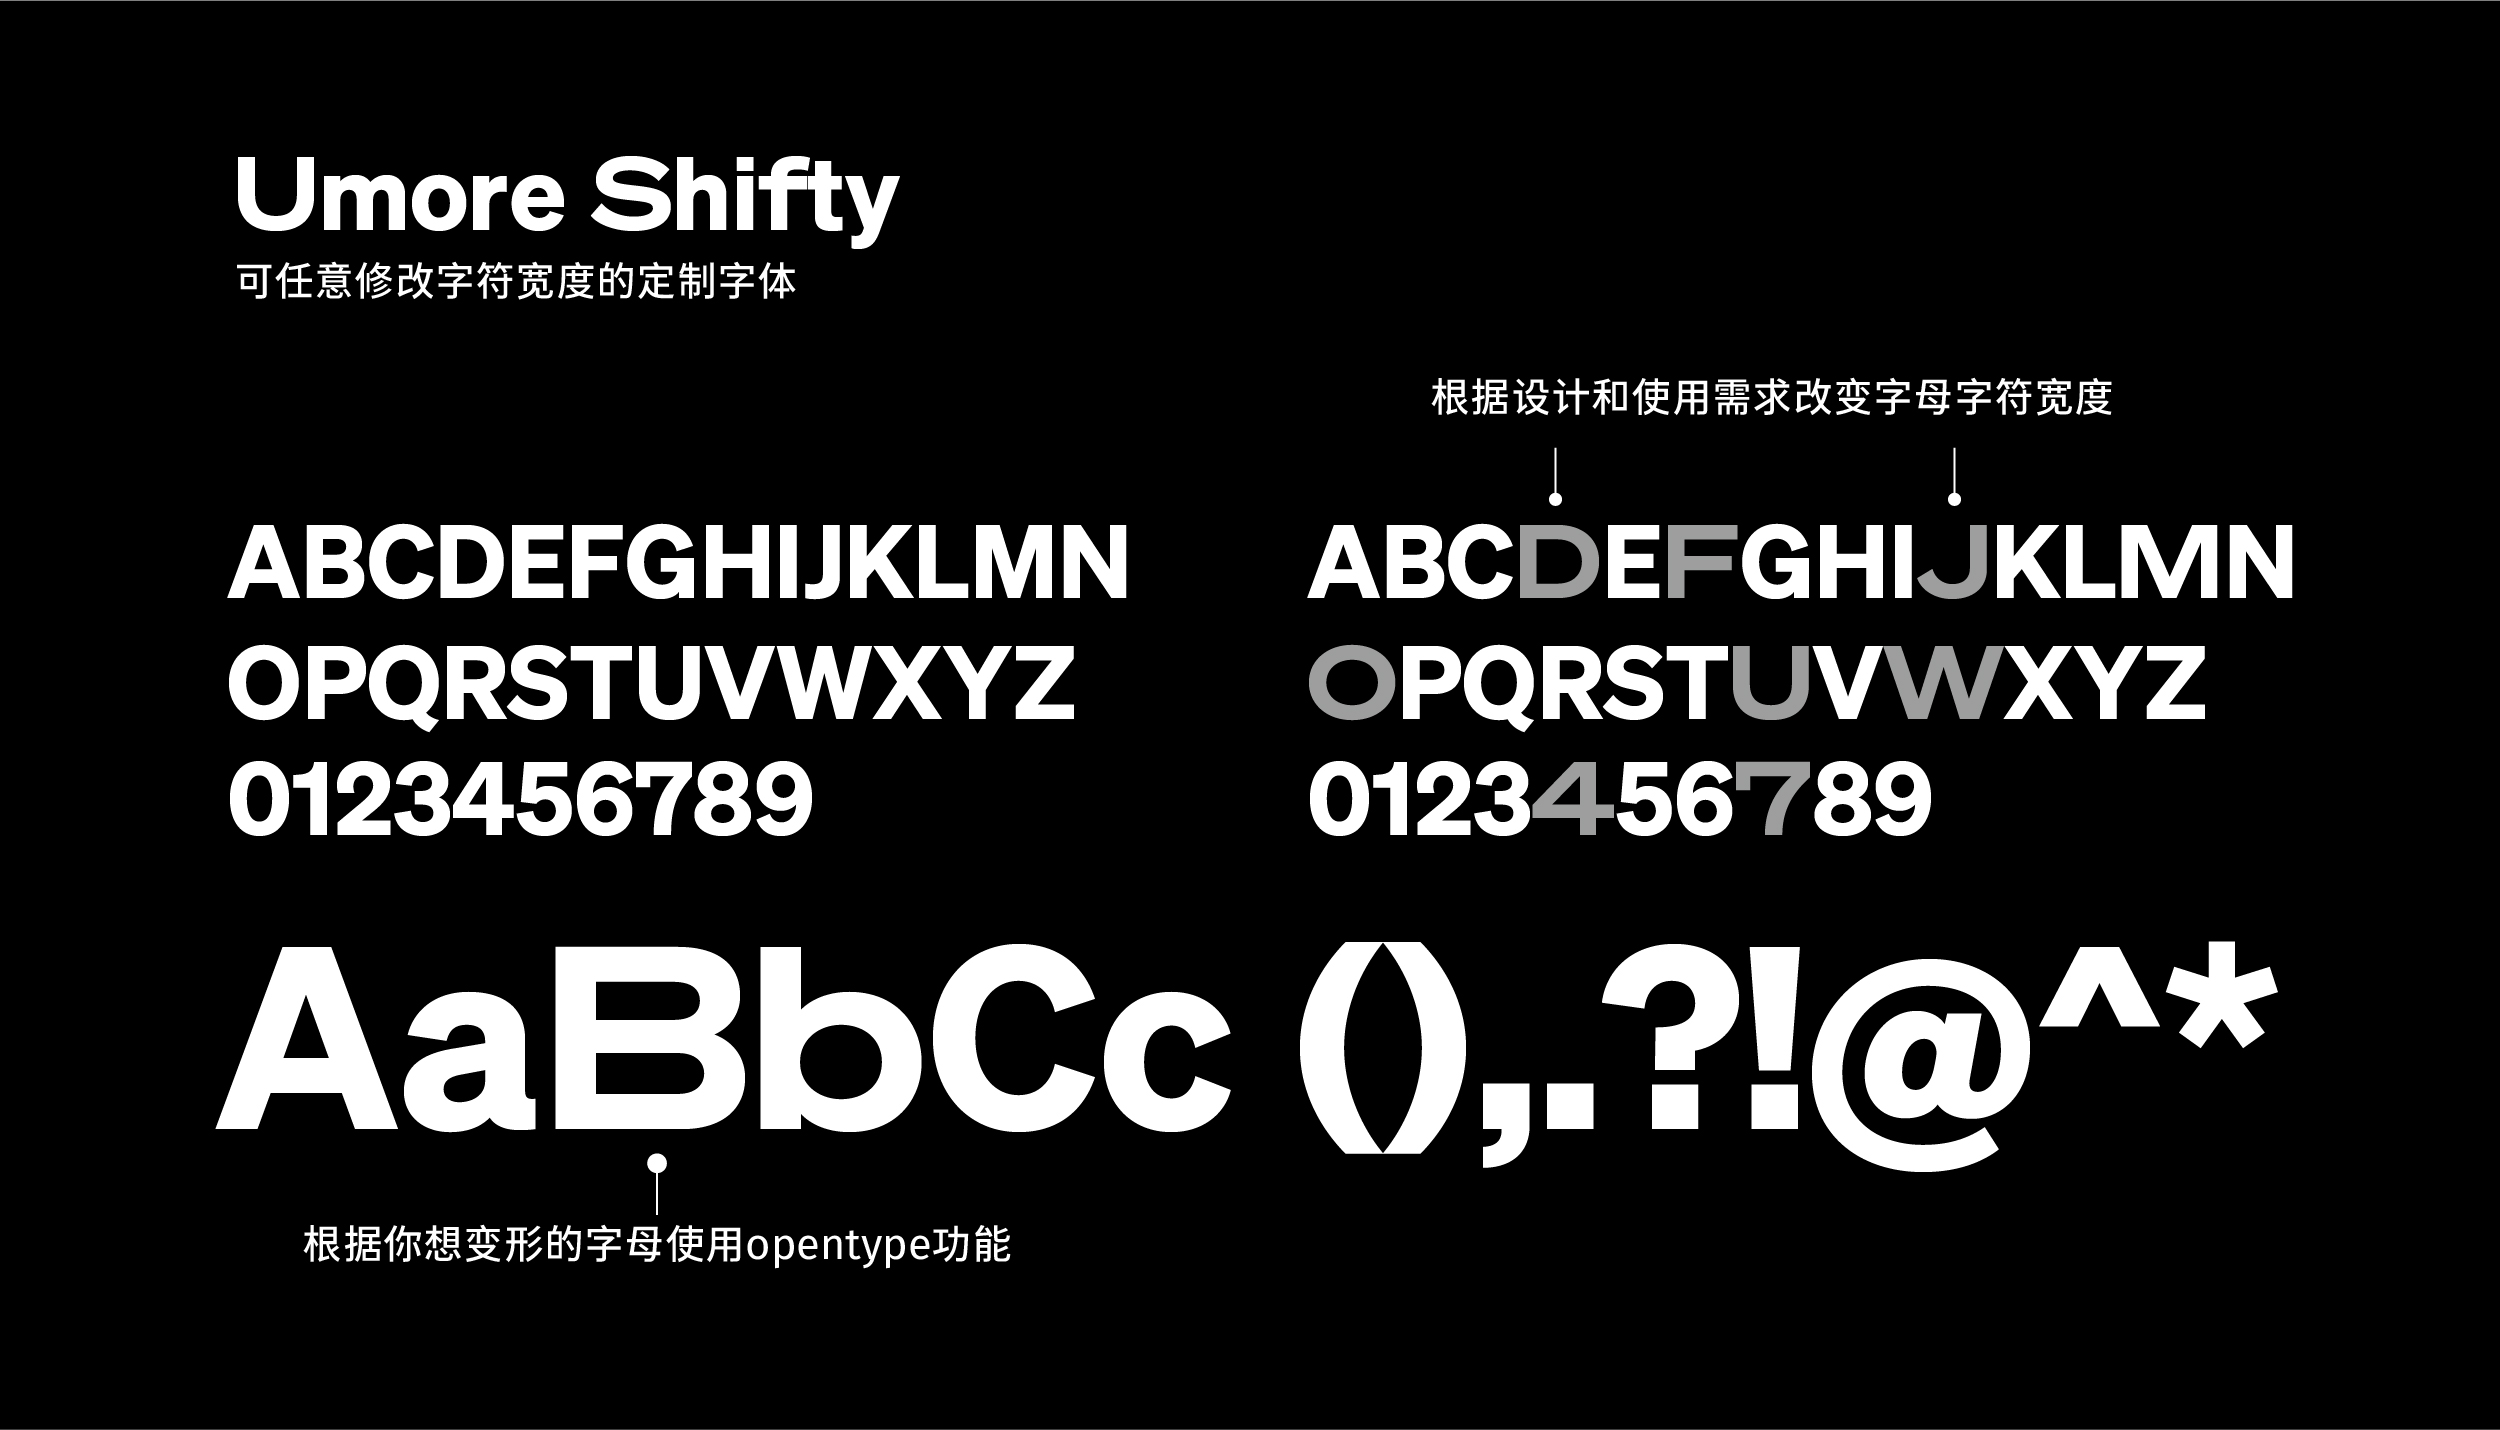 Umore Shifty
可任意修改字符宽度的定制字体
根据设计和使用需求改变字母字符宽度
ABCDEFGHIJKLMN
OPQRSTUVWXYZ
0123456789
ABCDEFGHIJKLMN
OPQRSTUVWXYZ
0123456789
AaBbCc
(),.?!@^*
根据你想变形的字母使用opentype功能